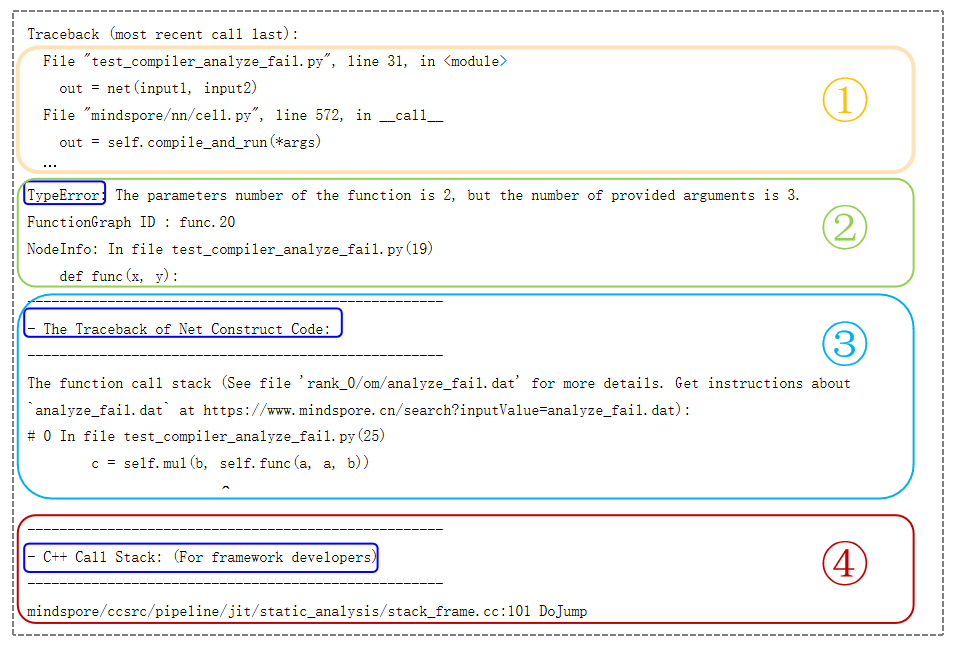 Traceback (most recent call last):
File "test_compiler_analyze_fail.py", line 31, in <module>
out = net(input1, input2)
File "mindspore/nn/cell.py", line 572, in __call__
out = self.compile_and_run(*args)
...
①
TypeError: The parameters number of the function is 2, but the number of provided arguments is 3.
FunctionGraph ID : func.20
NodeInfo: In file test_compiler_analyze_fail.py(19)
def func(x, y):
②
----------------------------------------------------
- The Traceback of Net Construct Code:
----------------------------------------------------
③
The function call stack (See file 'rank_0/om/analyze_fail.dat' for more details. Get instructions about
`analyze_fail.dat` at https://www.mindspore.cn/search?inputValue=analyze_fail.dat):
# 0 In file test_compiler_analyze_fail.py(25)
c = self.mul(b, self.func(a, a, b))
^
----------------------------------------------------
- C++ Call Stack: (For framework developers)
----------------------------------------------------
④
mindspore/ccsrc/pipeline/jit/static_analysis/stack_frame.cc:101 DoJump